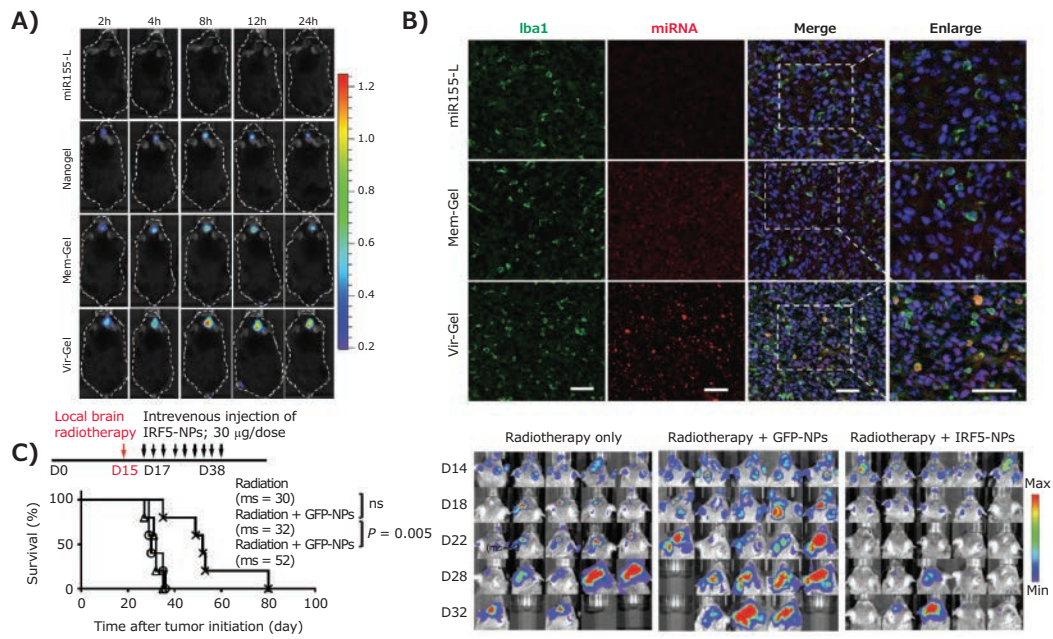 A)
2h 4h 8h 12h 24h
miR155-L
Nanogel
Mem-Gel
Vir-Gel
1.2
1.0
0.8
0.6
0.4
0.2
B)
Iba1 miRNA Merge Enlarge
miR155-L
Mem-Gel
Vir-Gel
C)
Local brain
radiotherapy
Intrevenous injection of
IRF5-NPs; 30 μg/dose
D0 D15 D17 D38
Survival (%)
100
60
20
0
0 20 40 60 80 100
Time after tumor initiation (day)
Radiation
(ms = 30)
Radiation + GFP-NPs
(ms = 32)
Radiation + GFP-NPs
(ms = 52)
ns
P = 0.005
Radiotherapy only Radiotherapy + GFP-NPs Radiotherapy + IRF5-NPs
D14
D18
D22
D28
D32
Max
Min